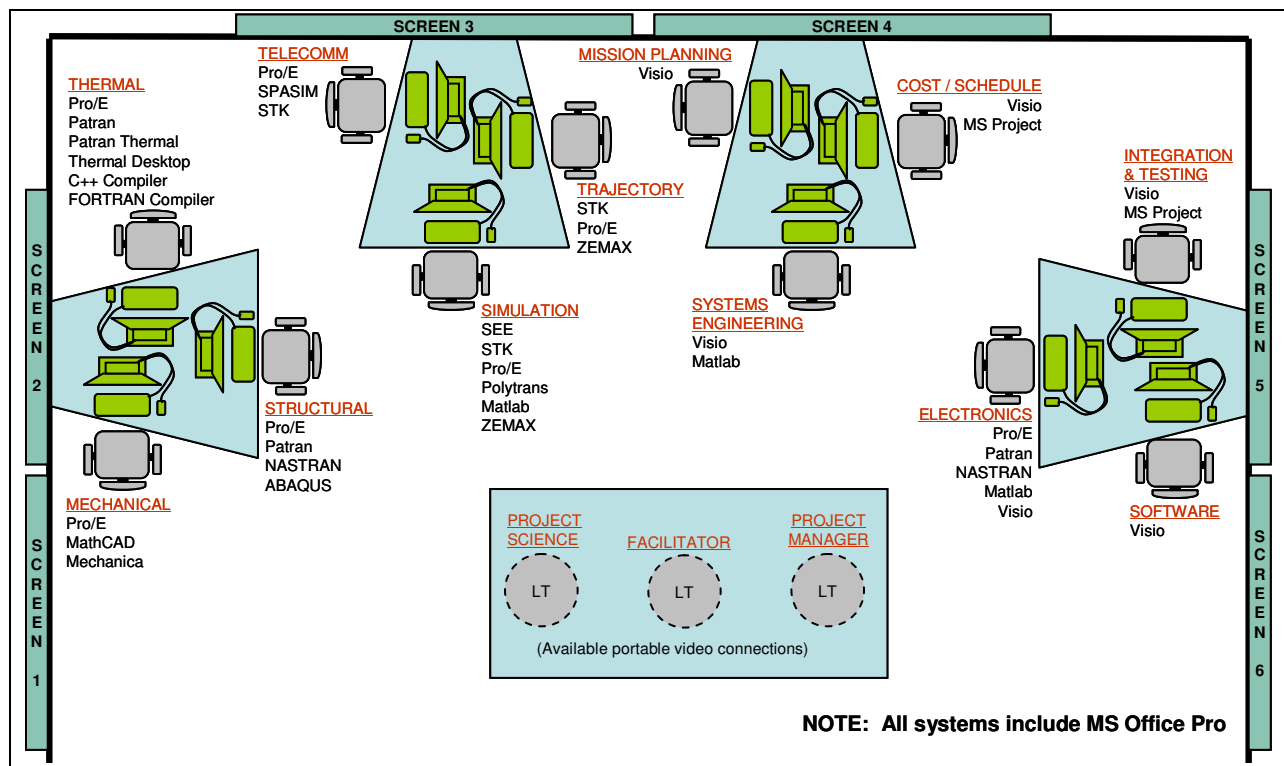 SCREEN 3
SCREEN 4
TELECOMM
Pro/E
SPASIM
STK
MISSION PLANNING
Visio
COST / SCHEDULE
Visio
MS Project
THERMAL
Pro/E
Patran
Patran Thermal
Thermal Desktop
C++ Compiler
FORTRAN Compiler
TRAJECTORY
STK
Pro/E
ZEMAX
INTEGRATION
& TESTING
Visio
MS Project
SCREEN 2
SIMULATION
SEE
STK
Pro/E
Polytrans
Matlab
ZEMAX
SYSTEMS
ENGINEERING
Visio
Matlab
SCREEN 5
STRUCTURAL
Pro/E
Patran
NASTRAN
ABAQUS
ELECTRONICS
Pro/E
Patran
NASTRAN
Matlab
Visio
MECHANICAL
Pro/E
MathCAD
Mechanica
SOFTWARE
Visio
SCREEN 1
PROJECT
SCIENCE
LT
FACILITATOR
LT
PROJECT
MANAGER
LT
(Available portable video connections)
SCREEN 6
NOTE: All systems include MS Office Pro